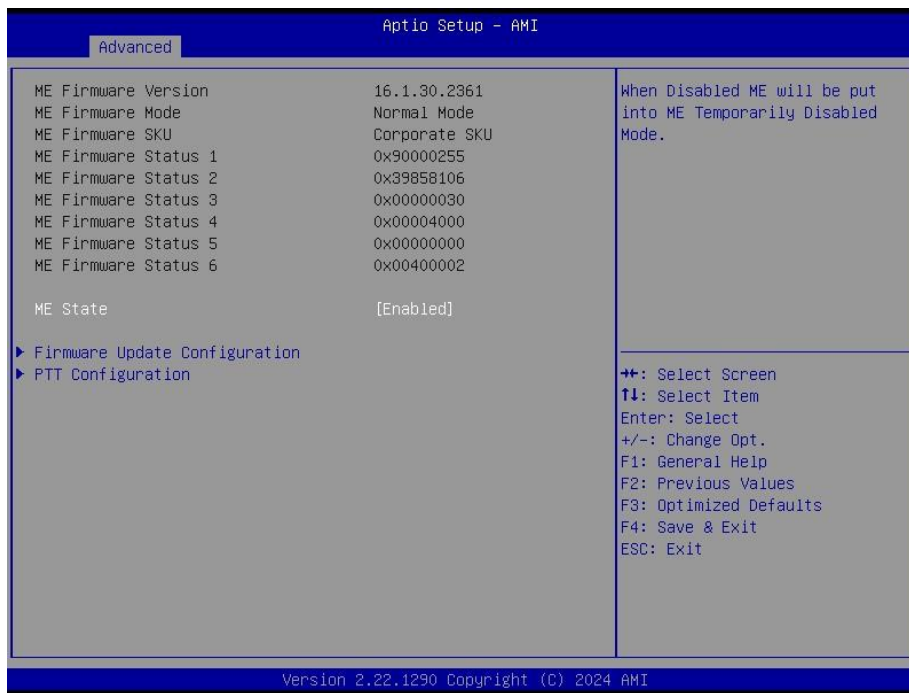 Aptio Setup – AMI
Advanced
ME Firmware Version 16.1.30.2361
ME Firmware Mode Normal Mode
ME Firmware SKU Corporate SKU
ME Firmware Status 1 0x90000255
ME Firmware Status 2 0x39858106
ME Firmware Status 3 0x00000030
ME Firmware Status 4 0x00004000
ME Firmware Status 5 0x00000000
ME Firmware Status 6 0x00400002
ME State [Enabled]
Firmware Update Configuration
PTT Configuration
When Disabled ME will be put
into ME Temporarily Disabled
Mode.
→←: Select Screen
↑↓: Select Item
Enter: Select
+/-: Change Opt.
F1: General Help
F2: Previous Values
F3: Optimized Defaults
F4: Save & Exit
ESC: Exit
Version 2.22.1290 Copyright (C) 2024 AMI